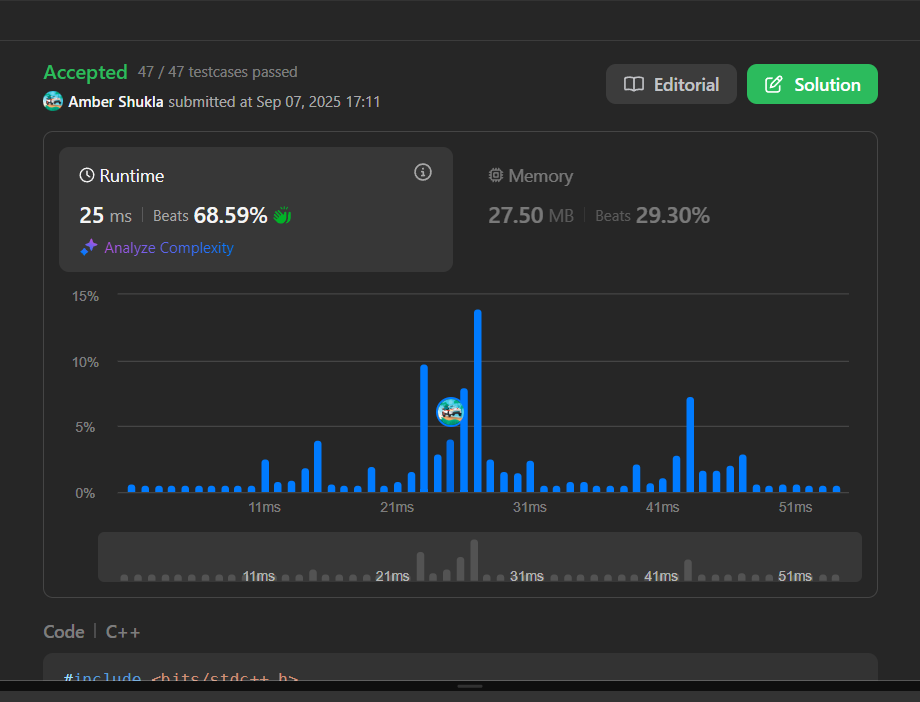 Accepted 47 / 47 testcases passed
Amber Shukla submitted at Sep 07, 2025 17:11
Editorial
Solution
Runtime
25 ms Beats 68.59%
Analyze Complexity
Memory
27.50 MB Beats 29.30%
15%
10%
5%
0%
11ms 21ms 31ms 41ms 51ms
11ms 21ms 31ms 41ms 51ms
Code C++
#include <bits/stdc++.h>